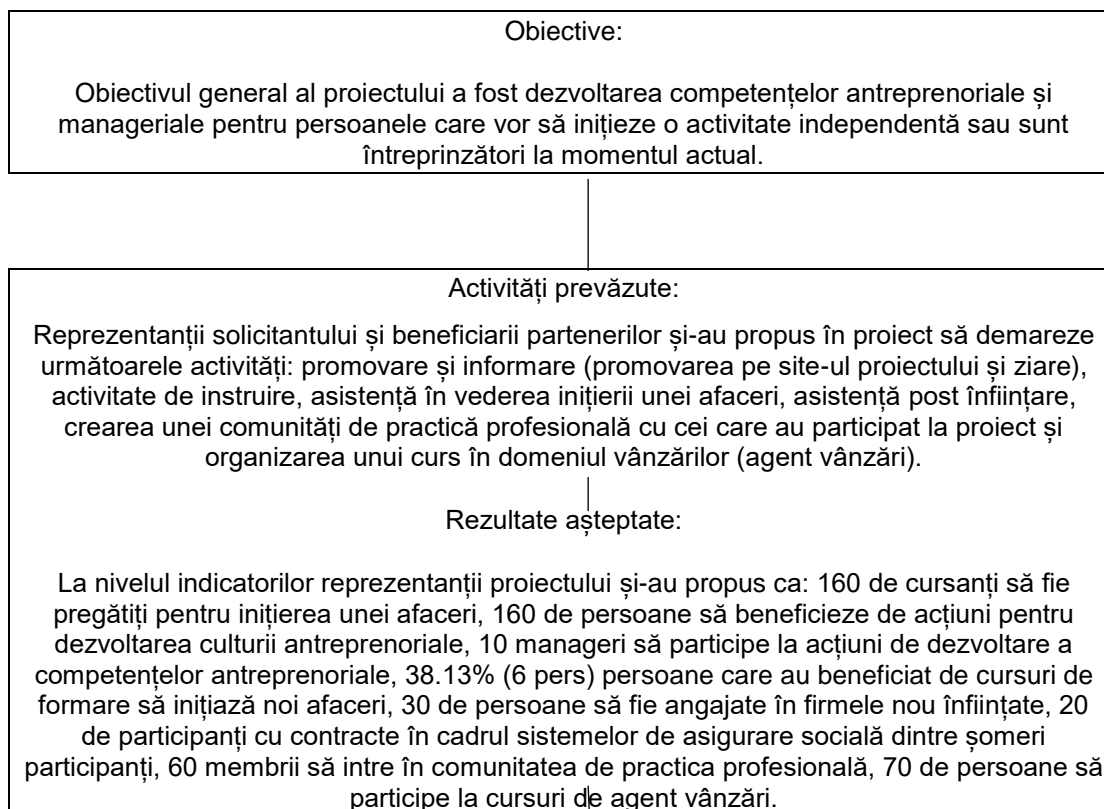 Obiective:
Obiectivul general al proiectului a fost dezvoltarea competențelor antreprenoriale și
manageriale pentru persoanele care vor să inițieze o activitate independentă sau sunt
întreprinzători la momentul actual.
Activități prevăzute:
Reprezentanții solicitantului și beneficiarii partenerilor și-au propus în proiect să demareze
următoarele activități: promovare și informare (promovarea pe site-ul proiectului și ziare),
activitate de instruire, asistență în vederea inițierii unei afaceri, asistență post înființare,
crearea unei comunități de practică profesională cu cei care au participat la proiect și
organizarea unui curs în domeniul vânzărilor (agent vânzări).
Rezultate așteptate:
La nivelul indicatorilor reprezentanții proiectului și-au propus ca: 160 de cursanți să fie
pregătiți pentru inițierea unei afaceri, 160 de persoane să beneficieze de acțiuni pentru
dezvoltarea culturii antreprenoriale, 10 manageri să participe la acțiuni de dezvoltare a
competențelor antreprenoriale, 38.13% (6 pers) persoane care au beneficiat de cursuri de
formare să inițiază noi afaceri, 30 de persoane să fie angajate în firmele nou înființate, 20
de participanți cu contracte în cadrul sistemelor de asigurare socială dintre șomeri
participanți, 60 membrii să intre în comunitatea de practica profesională, 70 de persoane să
participe la cursuri de agent vânzări.